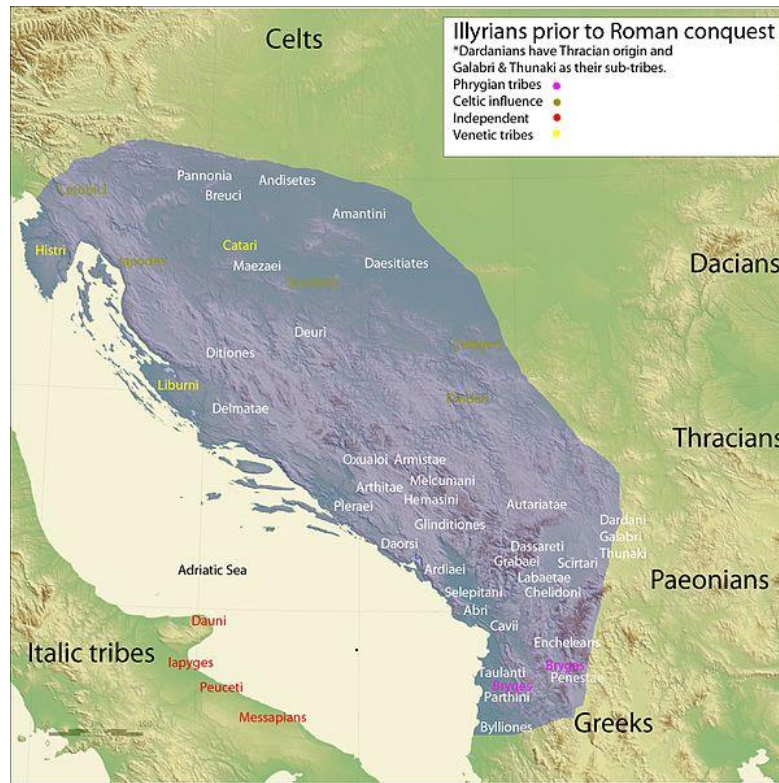 Celts
Illyrians prior to Roman conquest
*Dardanians have Thracian origin and
Galabri & Thunaki as their sub-tribes.
Phrygian tribes
Celtic influence
Independent
Venetic tribes
Pannonia
Andisetes
Breuci
Amantini
Histri
Catari
Iapodes
Maezaei
Daesitiates
Dacians
Deuri
Ditiones
Liburni
Delmatae
Thracians
Oxuaioi
Armistae
Melcumani
Arthitae
Hemasini
Pleraei
Autariatae
Glinditiones
Dardani
Galabri
Thunaki
Daorsi
Dassareti
Grabaei
Scirtari
Adriatic Sea
Ardiaei
Labaetae
Paeonians
Selepitani
Chelidoni
Abri
Dauni
Cavii
Encheleans
Italic tribes
Iapyges
Bryges
Taulanti
Penestae
Peuceti
Bryges
Parthini
Messapians
Bylliones
Greeks